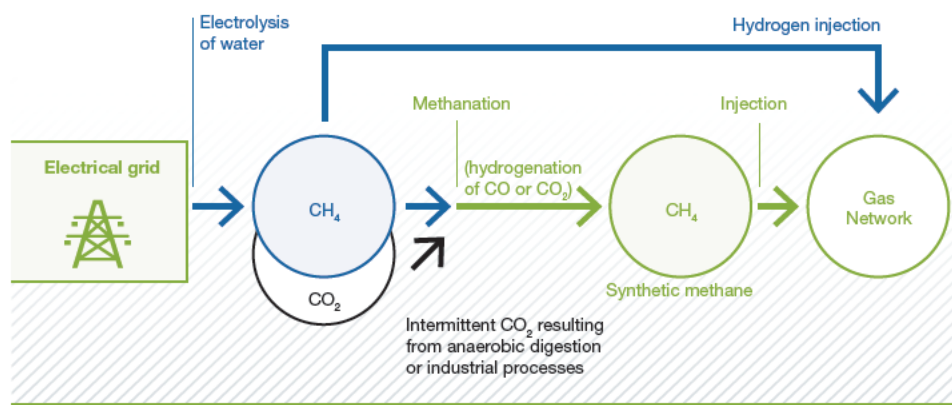 Electrolysis
of water
Hydrogen injection
Methanation
Injection
Electrical grid
(hydrogenation
of CO or CO₂)
CH₄
CH₄
Gas
Network
CO₂
Synthetic methane
Intermittent CO₂ resulting
from anaerobic digestion
or industrial processes